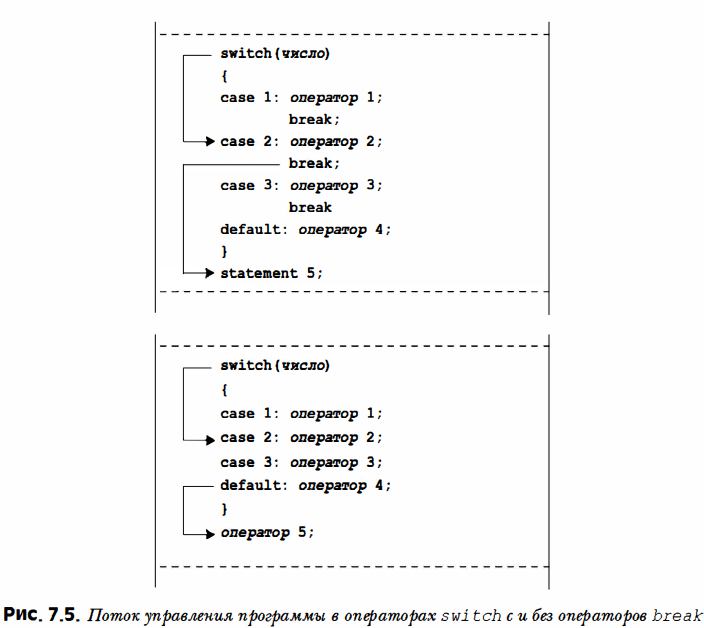 switch(число)
{
case 1: оператор 1;
break;
case 2: оператор 2;
break;
case 3: оператор 3;
break
default: оператор 4;
}
statement 5;
switch(число)
{
case 1: оператор 1;
case 2: оператор 2;
case 3: оператор 3;
default: оператор 4;
}
оператор 5;
Рис. 7.5. Поток управления программы в операторах switch с и без операторов break